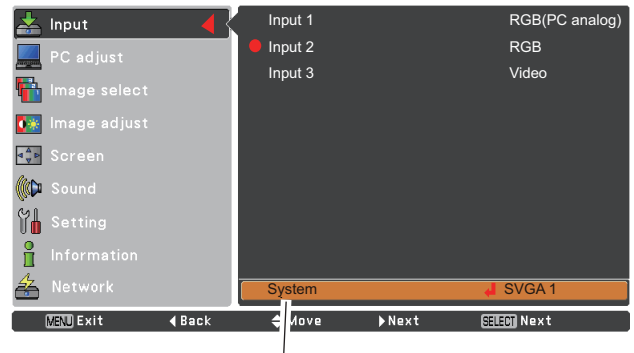 Input
PC adjust
Image select
Image adjust
Screen
Sound
Setting
Information
Network
Input 1 RGB(PC analog)
Input 2 RGB
Input 3 Video
System SVGA 1
MENU Exit Back Move Next SELECT Next